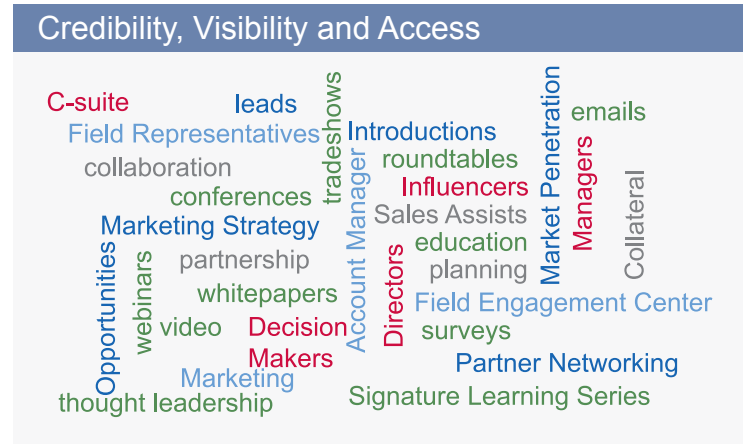 Credibility, Visibility and Access
C-suite
leads
tradeshows
Market Penetration
emails
Field Representatives
Introductions
collaboration
roundtables
Managers
Account Manager
Influencers
Collateral
conferences
Sales Assists
Marketing Strategy
education
Opportunities
webinars
partnership
planning
Directors
whitepapers
Field Engagement Center
video
Decision
Makers
surveys
Marketing
Partner Networking
thought leadership
Signature Learning Series